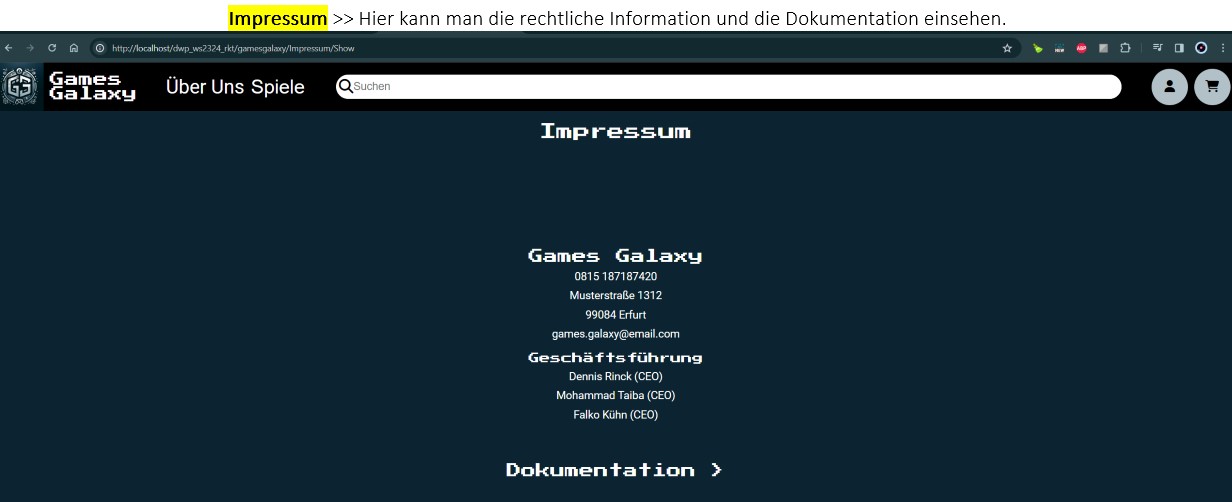 Impressum >> Hier kann man die rechtliche Information und die Dokumentation einsehen.
http://localhost/dwp_ws2324_rkt/gamesgalaxy/Impressum/Show
Games
Galaxy
Über Uns Spiele
Suchen
Impressum
Games Galaxy
0815 187187420
Musterstraße 1312
99084 Erfurt
games.galaxy@email.com
Geschäftsführung
Dennis Rinck (CEO)
Mohammad Taiba (CEO)
Falko Kühn (CEO)
Dokumentation >